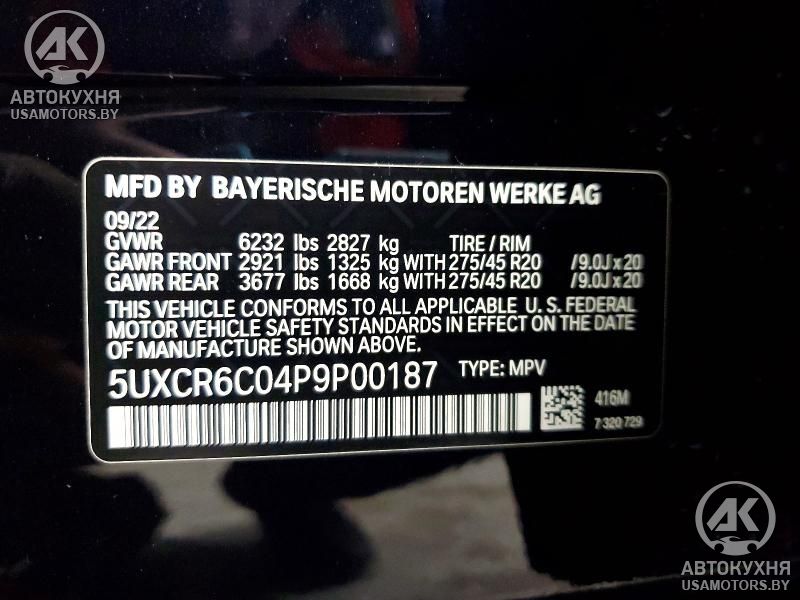 AK
АВТОКУХНЯ
USAMOTORS.BY
MFD BY BAYERISCHE MOTOREN WERKE AG
09/22
GVWR 6232 lbs 2827 kg TIRE / RIM
GAWR FRONT 2921 lbs 1325 kg WITH 275/45 R20 /9.0J x 20
GAWR REAR 3677 lbs 1668 kg WITH 275/45 R20 /9.0J x 20
THIS VEHICLE CONFORMS TO ALL APPLICABLE U. S. FEDERAL
MOTOR VEHICLE SAFETY STANDARDS IN EFFECT ON THE DATE
OF MANUFACTURE SHOWN ABOVE.
5UXCR6C04P9P00187 TYPE: MPV
416M
7 320 729
AK
АВТОКУХНЯ
USAMOTORS.BY